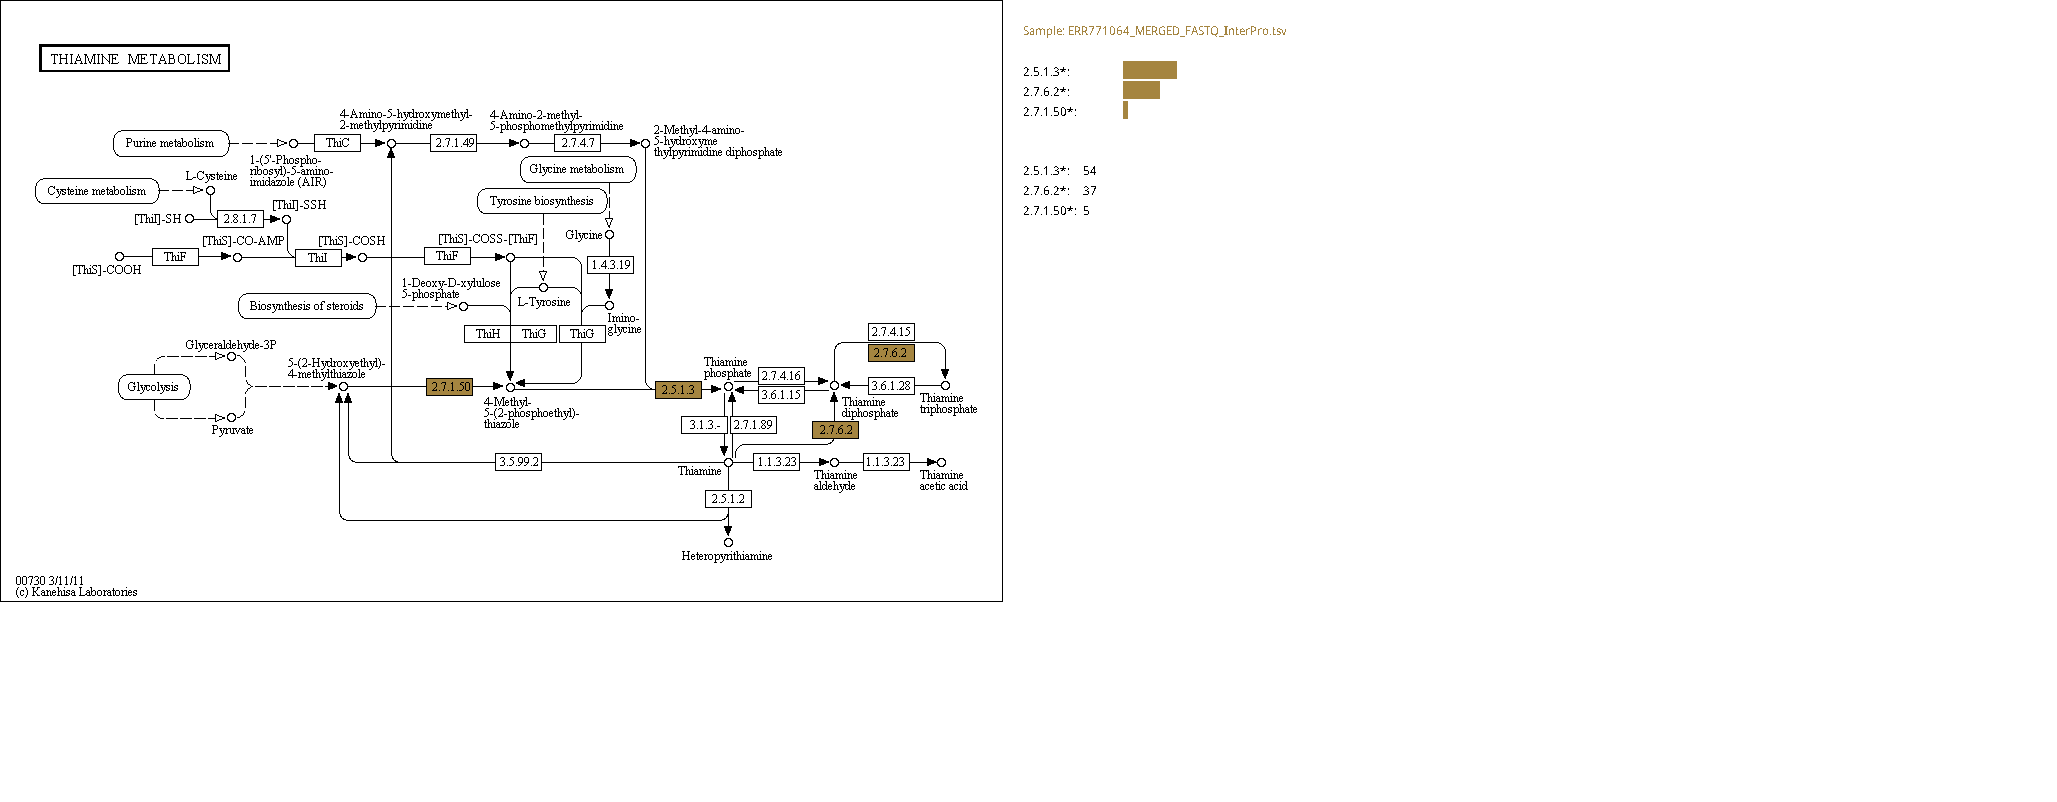 THIAMINE METABOLISM
Sample: ERR771064_MERGED_FASTQ_InterPro.tsv
2.5.1.3*:
2.7.6.2*:
2.7.1.50*:
2.5.1.3*: 54
2.7.6.2*: 37
2.7.1.50*: 5
4-Amino-5-hydroxymethyl-
2-methylpyrimidine
4-Amino-2-methyl-
5-phosphomethylpyrimidine
2-Methyl-4-amino-
5-hydroxyme
thylpyrimidine diphosphate
Purine metabolism
ThiC
2.7.1.49
2.7.4.7
1-(5'-Phospho-
ribosyl)-5-amino-
imidazole (AIR)
Glycine metabolism
L-Cysteine
Cysteine metabolism
Tyrosine biosynthesis
[ThiI]-SSH
[ThiI]-SH
2.8.1.7
Glycine
[ThiS]-CO-AMP
[ThiS]-COSH
[ThiS]-COSS-[ThiF]
ThiF
ThiI
ThiF
[ThiS]-COOH
1.4.3.19
1-Deoxy-D-xylulose
5-phosphate
L-Tyrosine
Biosynthesis of steroids
Imino-
glycine
ThiH
ThiG
ThiG
2.7.4.15
2.7.6.2
Glyceraldehyde-3P
5-(2-Hydroxyethyl)-
4-methylthiazole
Thiamine
phosphate
2.7.4.16
Glycolysis
2.7.1.50
2.5.1.3
3.6.1.15
3.6.1.28
4-Methyl-
5-(2-phosphoethyl)-
thiazole
Thiamine
diphosphate
Thiamine
triphosphate
Pyruvate
3.1.3.-
2.7.1.89
2.7.6.2
3.5.99.2
Thiamine
1.1.3.23
1.1.3.23
Thiamine
aldehyde
Thiamine
acetic acid
2.5.1.2
Heteropyrithiamine
00730 3/11/11
(c) Kanehisa Laboratories